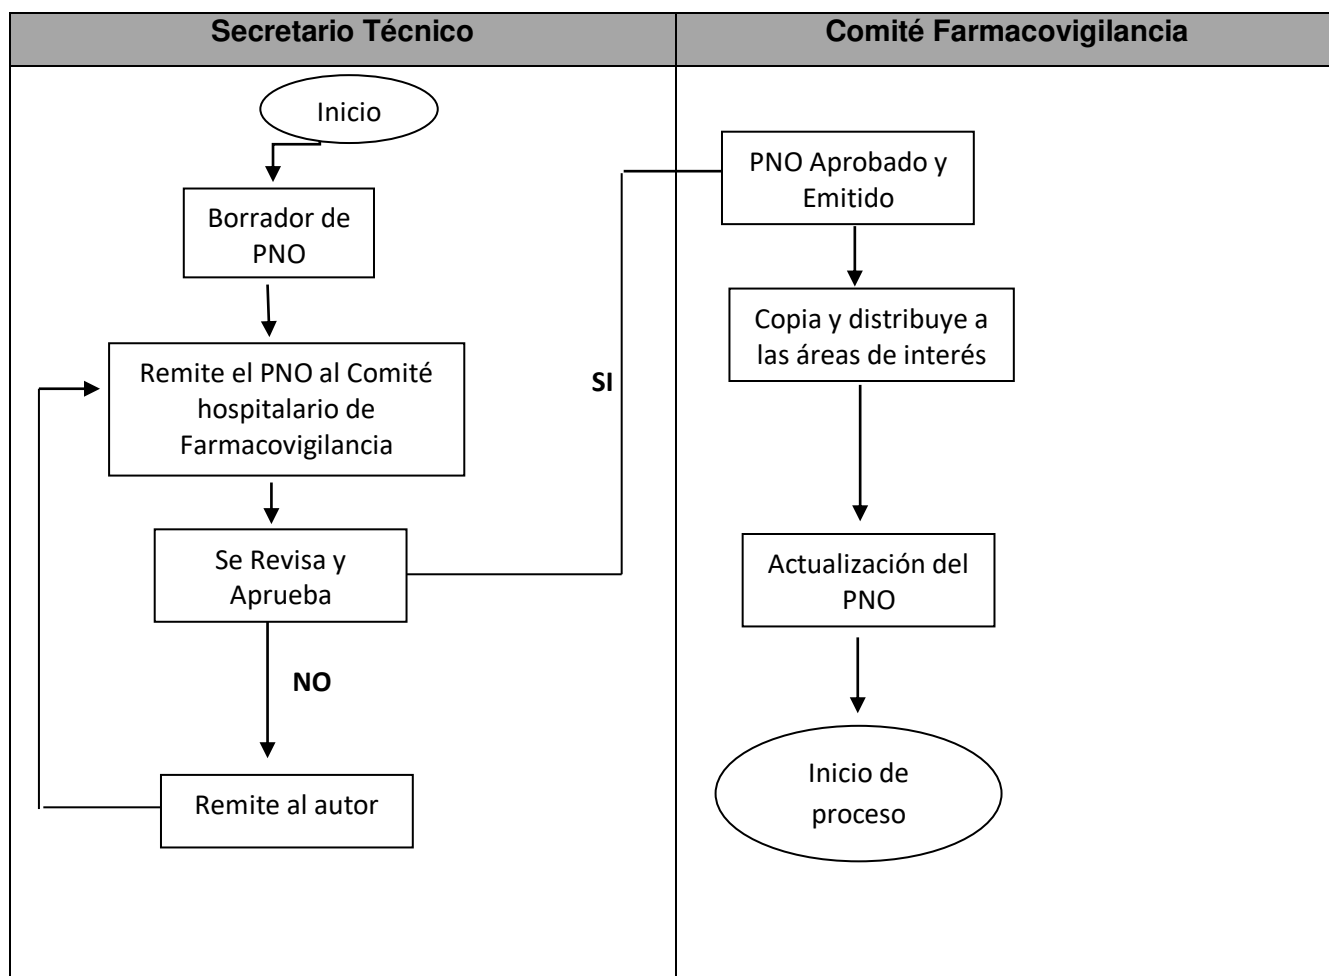 Secretario Técnico
Comité Farmacovigilancia
Inicio
Borrador de
PNO
Remite el PNO al Comité
hospitalario de
Farmacovigilancia
Se Revisa y
Aprueba
NO
Remite al autor
SI
PNO Aprobado y
Emitido
Copia y distribuye a
las áreas de interés
Actualización del
PNO
Inicio de
proceso